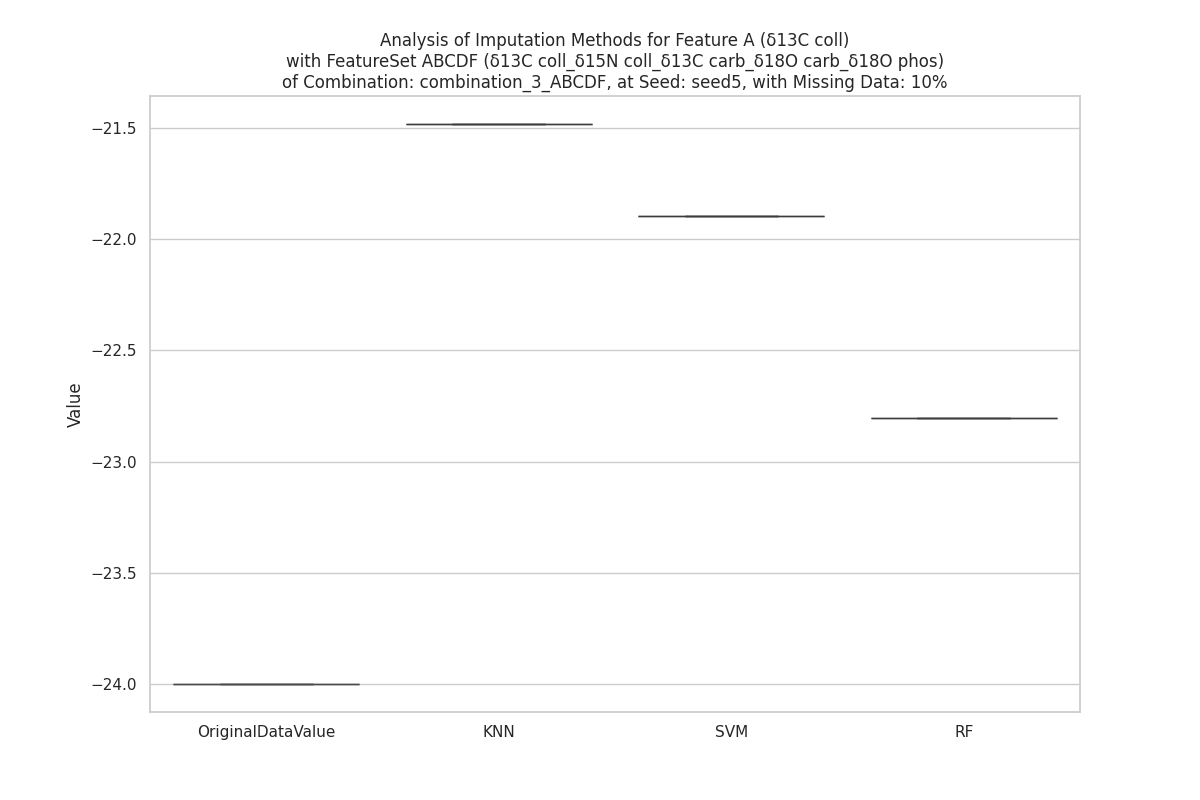 Analysis of Imputation Methods for Feature A (δ13C coll)
with FeatureSet ABCDF (δ13C coll_δ15N coll_δ13C carb_δ18O carb_δ18O phos)
of Combination: combination_3_ABCDF, at Seed: seed5, with Missing Data: 10%
−21.5
−22.0
−22.5
−23.0
−23.5
−24.0
Value
OriginalDataValue
KNN
SVM
RF